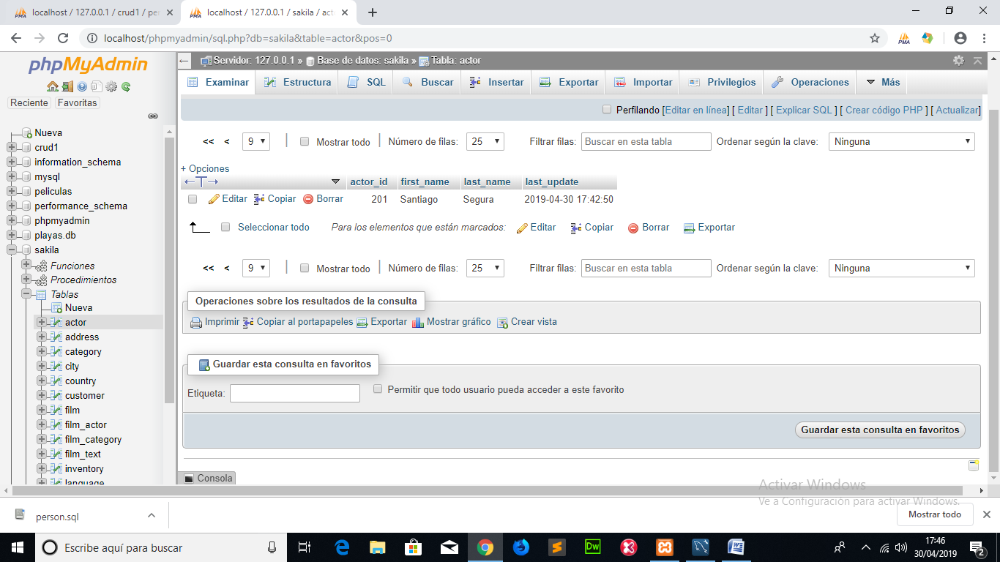 localhost / 127.0.0.1 / crud1 / per
localhost / 127.0.0.1 / sakila / act
localhost/phpmyadmin/sql.php?db=sakila&table=actor&pos=0
phpMyAdmin
Reciente Favoritas
Nueva
crud1
information_schema
mysql
peliculas
performance_schema
phpmyadmin
playas.db
sakila
Funciones
Procedimientos
Tablas
Nueva
actor
address
category
city
country
customer
film
film_actor
film_category
film_text
inventory
language
Servidor: 127.0.0.1 » Base de datos: sakila » Tabla: actor
Examinar Estructura SQL Buscar Insertar Exportar Importar Privilegios Operaciones Más
Perfilando [Editar en línea] [ Editar ] [ Explicar SQL ] [ Crear código PHP ] [ Actualizar]
<< < 9 Mostrar todo Número de filas: 25 Filtrar filas: Buscar en esta tabla Ordenar según la clave: Ninguna
+ Opciones
actor_id first_name last_name last_update
Editar Copiar Borrar 201 Santiago Segura 2019-04-30 17:42:50
Seleccionar todo Para los elementos que están marcados: Editar Copiar Borrar Exportar
<< < 9 Mostrar todo Número de filas: 25 Filtrar filas: Buscar en esta tabla Ordenar según la clave: Ninguna
Operaciones sobre los resultados de la consulta
Imprimir Copiar al portapapeles Exportar Mostrar gráfico Crear vista
Guardar esta consulta en favoritos
Etiqueta: Permitir que todo usuario pueda acceder a este favorito
Guardar esta consulta en favoritos
Consola
Activar Windows
Ve a Configuración para activar Windows.
person.sql
Mostrar todo
Escribe aquí para buscar
17:46
30/04/2019
2